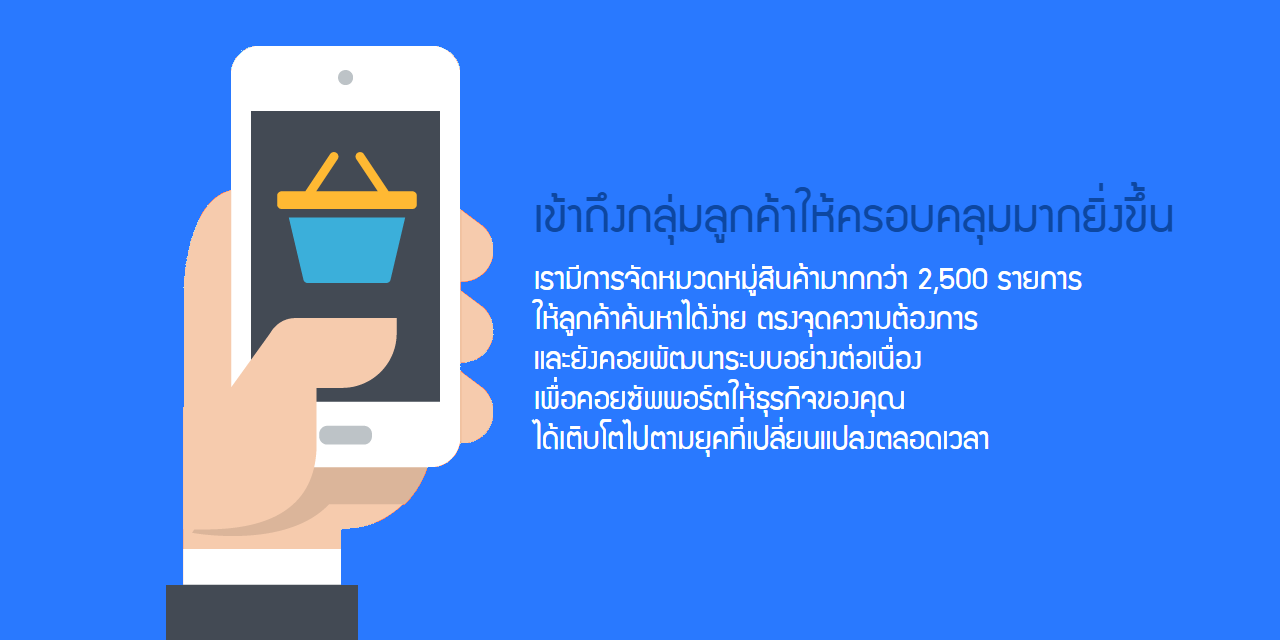 เข้าถึงกลุ่มลูกค้าให้ครอบคลุมมากยิ่งขึ้น
เรามีการจัดหมวดหมู่สินค้ามากกว่า 2,500 รายการ
ให้ลูกค้าค้นหาได้ง่าย ตรงจุดความต้องการ
และยังคอยพัฒนาระบบอย่างต่อเนื่อง
เพื่อคอยซัพพอร์ตให้ธุรกิจของคุณ
ได้เติบโตไปตามยุคที่เปลี่ยนแปลงตลอดเวลา